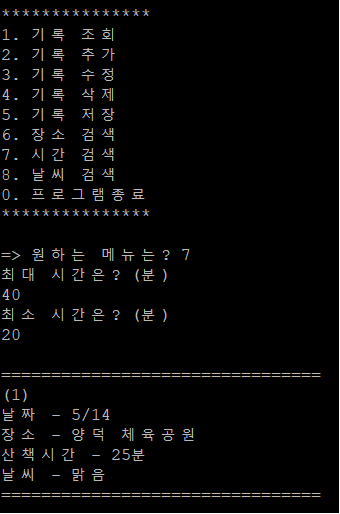 ***************
1. 기록 조회
2. 기록 추가
3. 기록 수정
4. 기록 삭제
5. 기록 저장
6. 장소 검색
7. 시간 검색
8. 날씨 검색
0. 프로그램종료
***************
=> 원하는 메뉴는? 7
최대 시간은? (분)
40
최소 시간은? (분)
20
================================
(1)
날짜 - 5/14
장소 - 양덕 체육공원
산책시간 - 25분
날씨 - 맑음
================================